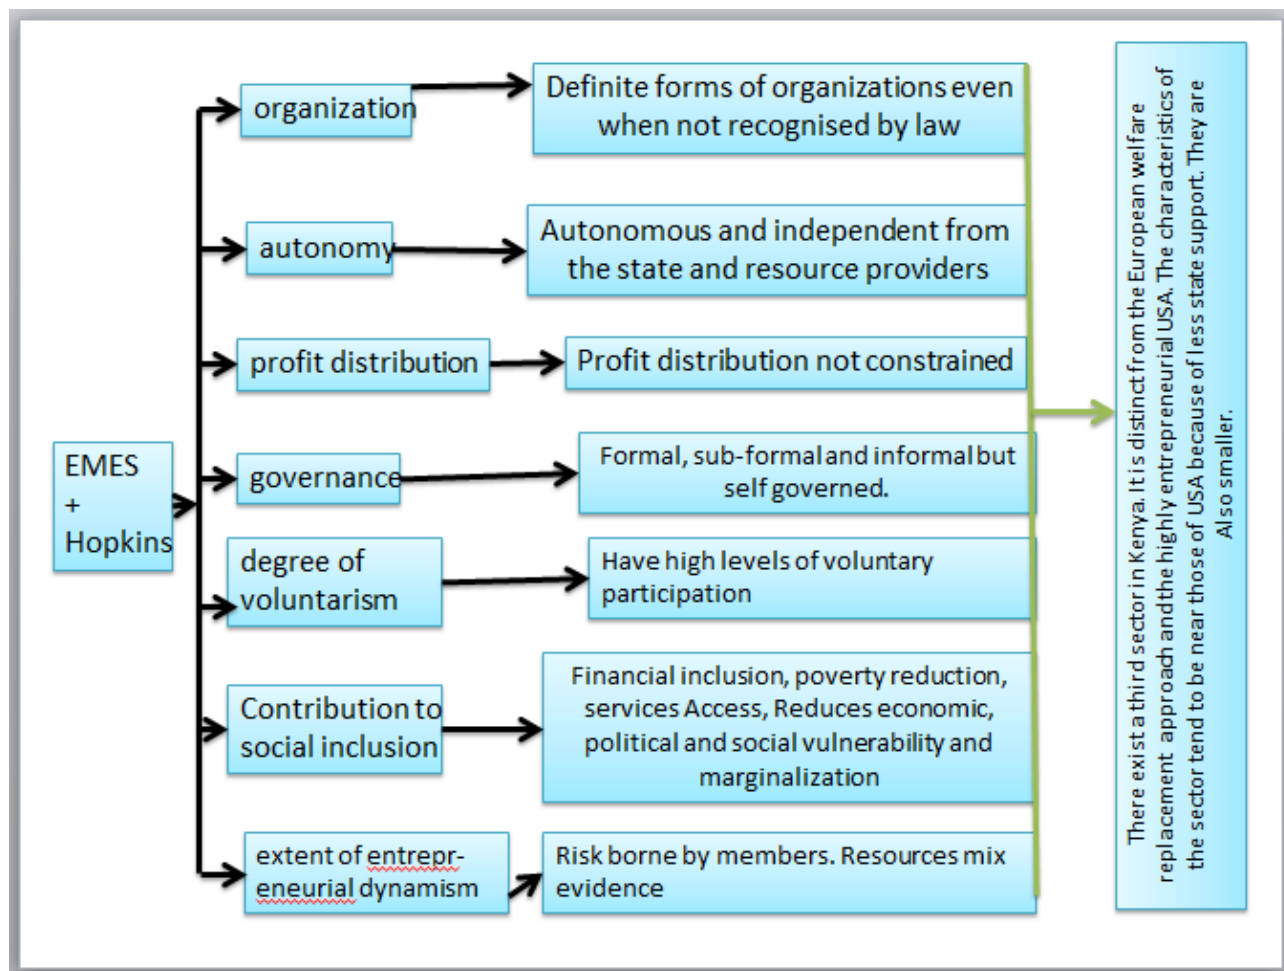 EMES
+
Hopkins
organization
Definite forms of organizations even
when not recognised by law
autonomy
Autonomous and independent from
the state and resource providers
profit distribution
Profit distribution not constrained
governance
Formal, sub-formal and informal but
self governed.
degree of
voluntarism
Have high levels of voluntary
participation
Contribution to
social inclusion
Financial inclusion, poverty reduction,
services Access, Reduces economic,
political and social vulnerability and
marginalization
extent of entrepr-
eneurial dynamism
Risk borne by members. Resources mix
evidence
There exist a third sector in Kenya. It is distinct from the European welfare
replacement approach and the highly entrepreneurial USA. The characteristics of
the sector tend to be near those of USA because of less state support. They are
Also smaller.